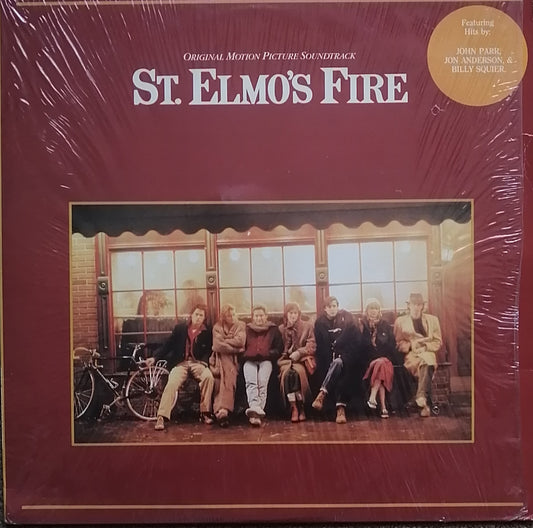 Featuring
Hits by:
JOHN PARR,
JON ANDERSON, &
BILLY SQUIER.
ORIGINAL MOTION PICTURE SOUNDTRACK
ST. ELMO'S FIRE